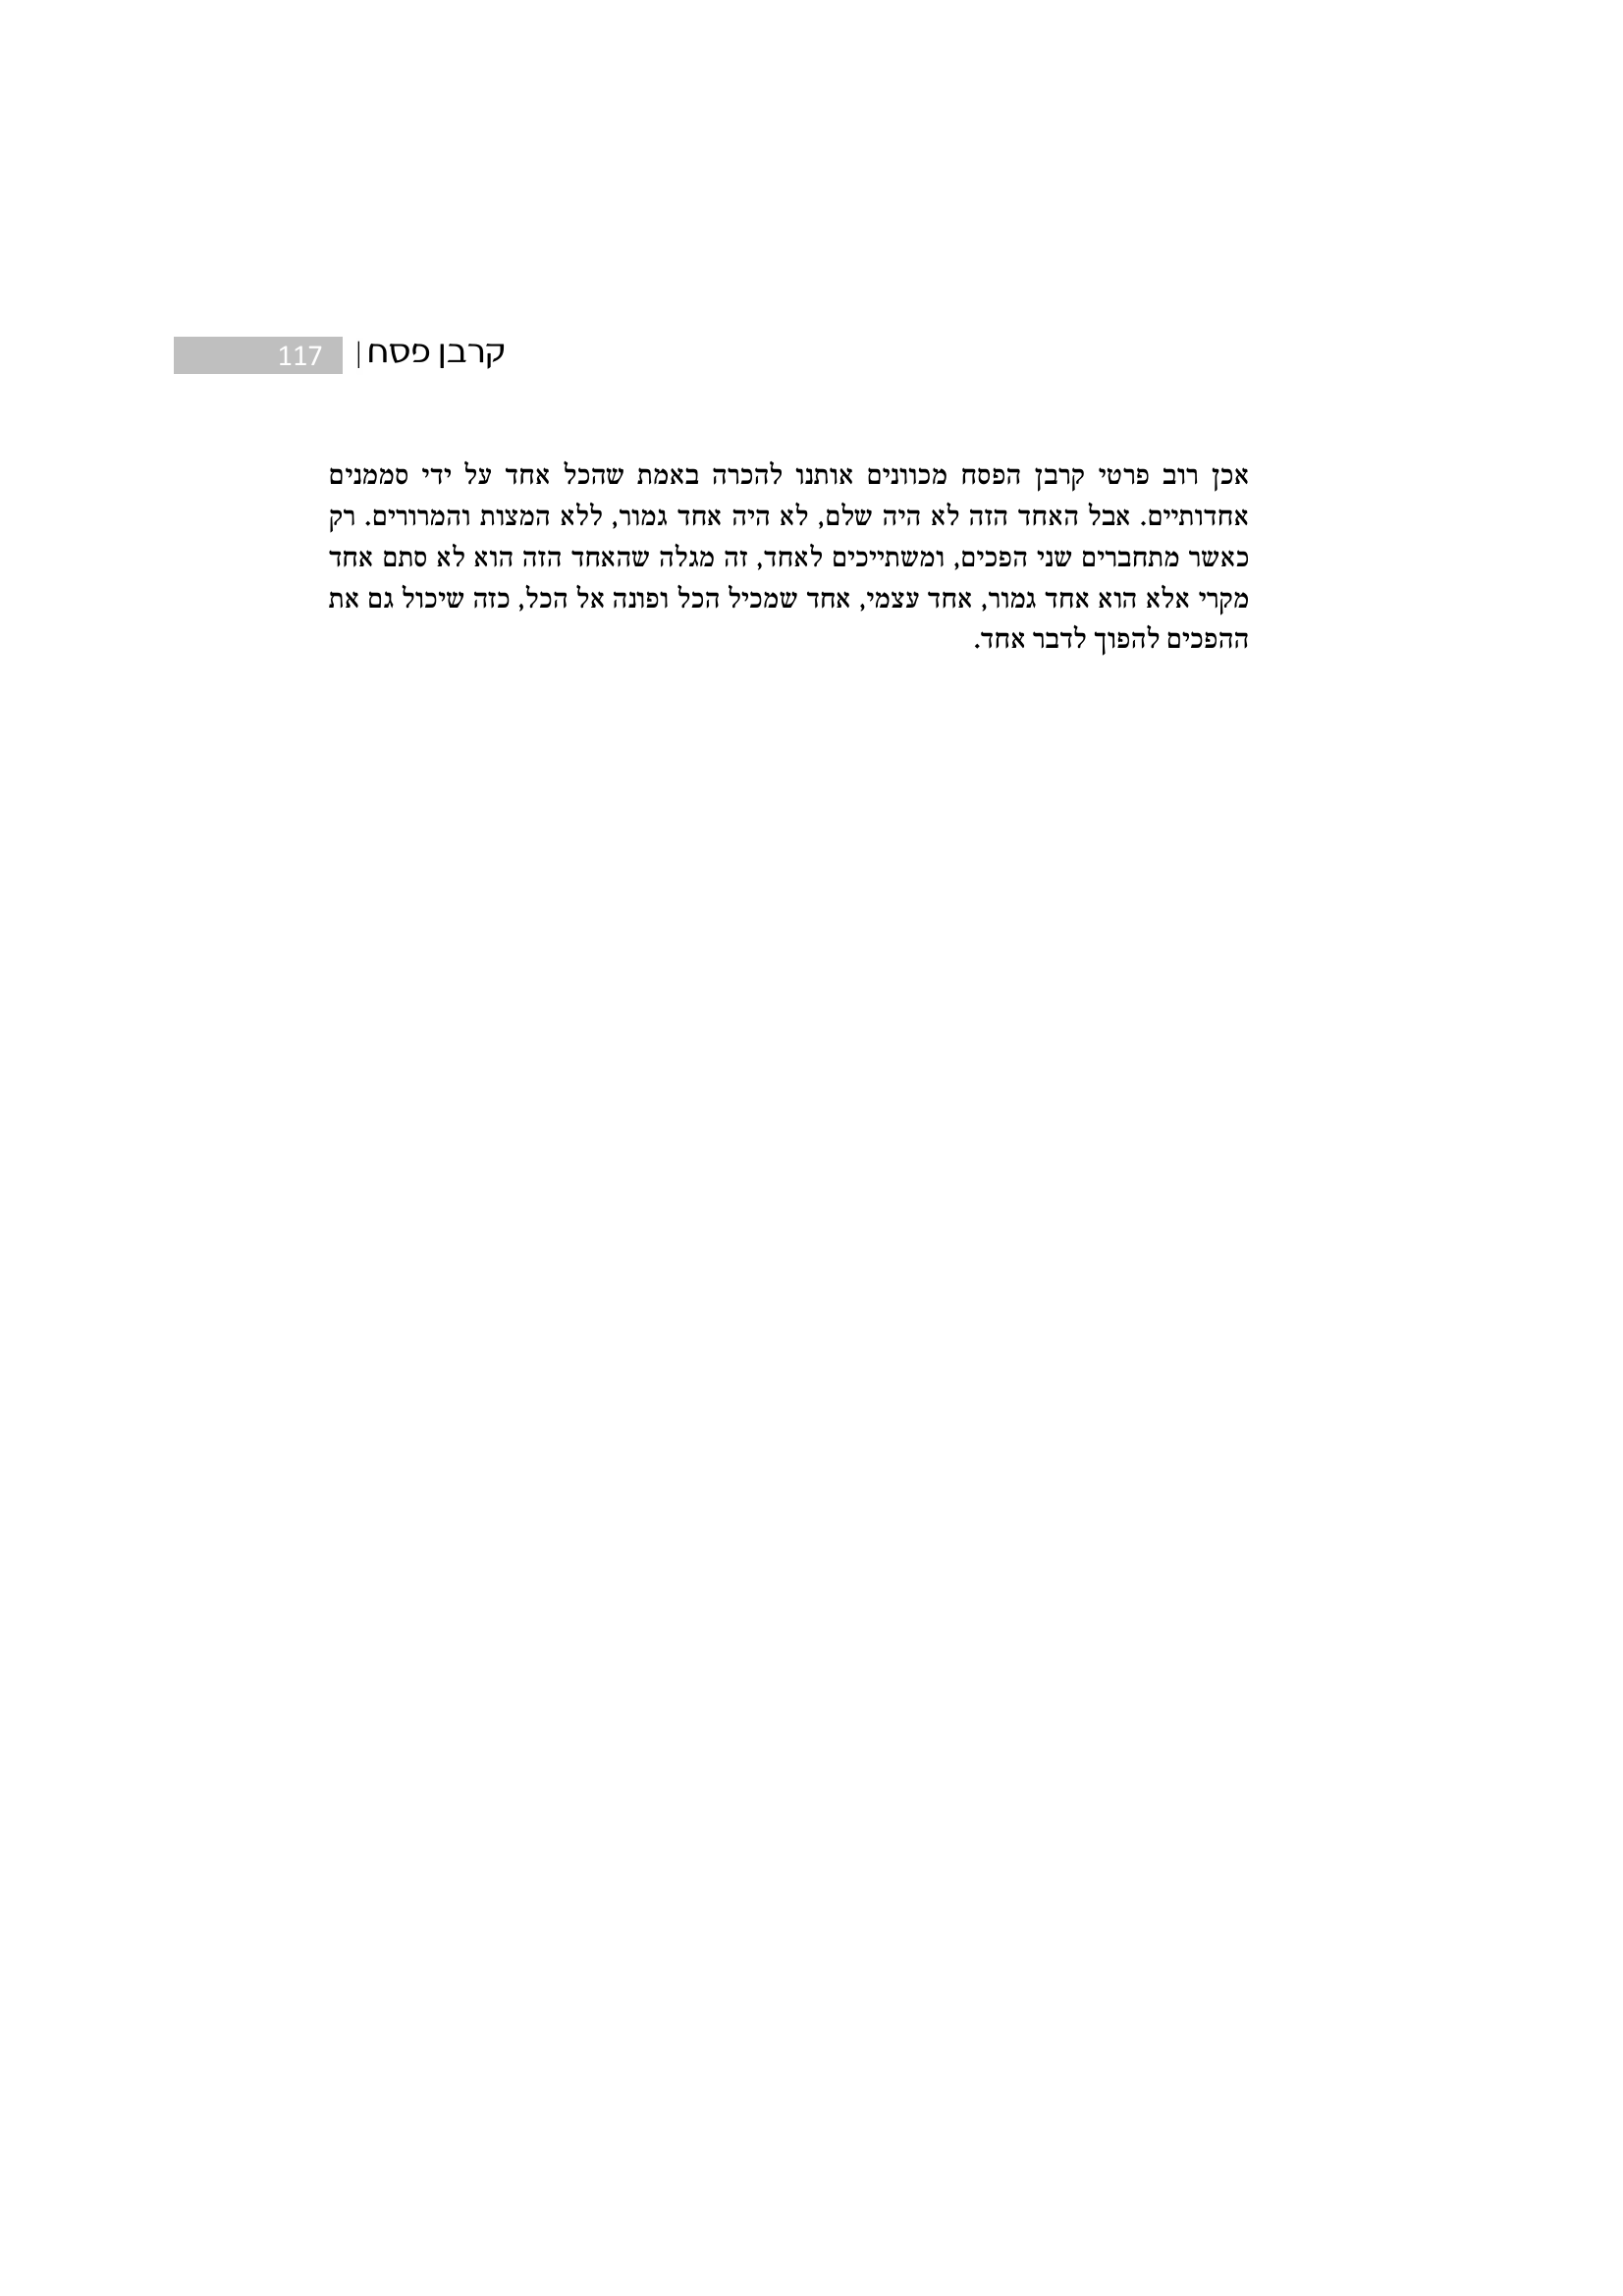 קרבן פסח | 117
אכן רוב פרטי קרבן הפסח מכוונים אותנו להכרה באמת שהכל אחד על ידי סממנים
אחדותיים. אבל האחד הזה לא היה שלם, לא היה אחד גמור, ללא המצות והמרורים. רק
כאשר מתחברים שני הפכים, ומשתייכים לאחד, זה מגלה שהאחד הזה הוא לא סתם אחד
מקרי אלא הוא אחד גמור, אחד עצמי, אחד שמכיל הכל ופונה אל הכל, כזה שיכול גם את
ההפכים להפוך לדבר אחד.